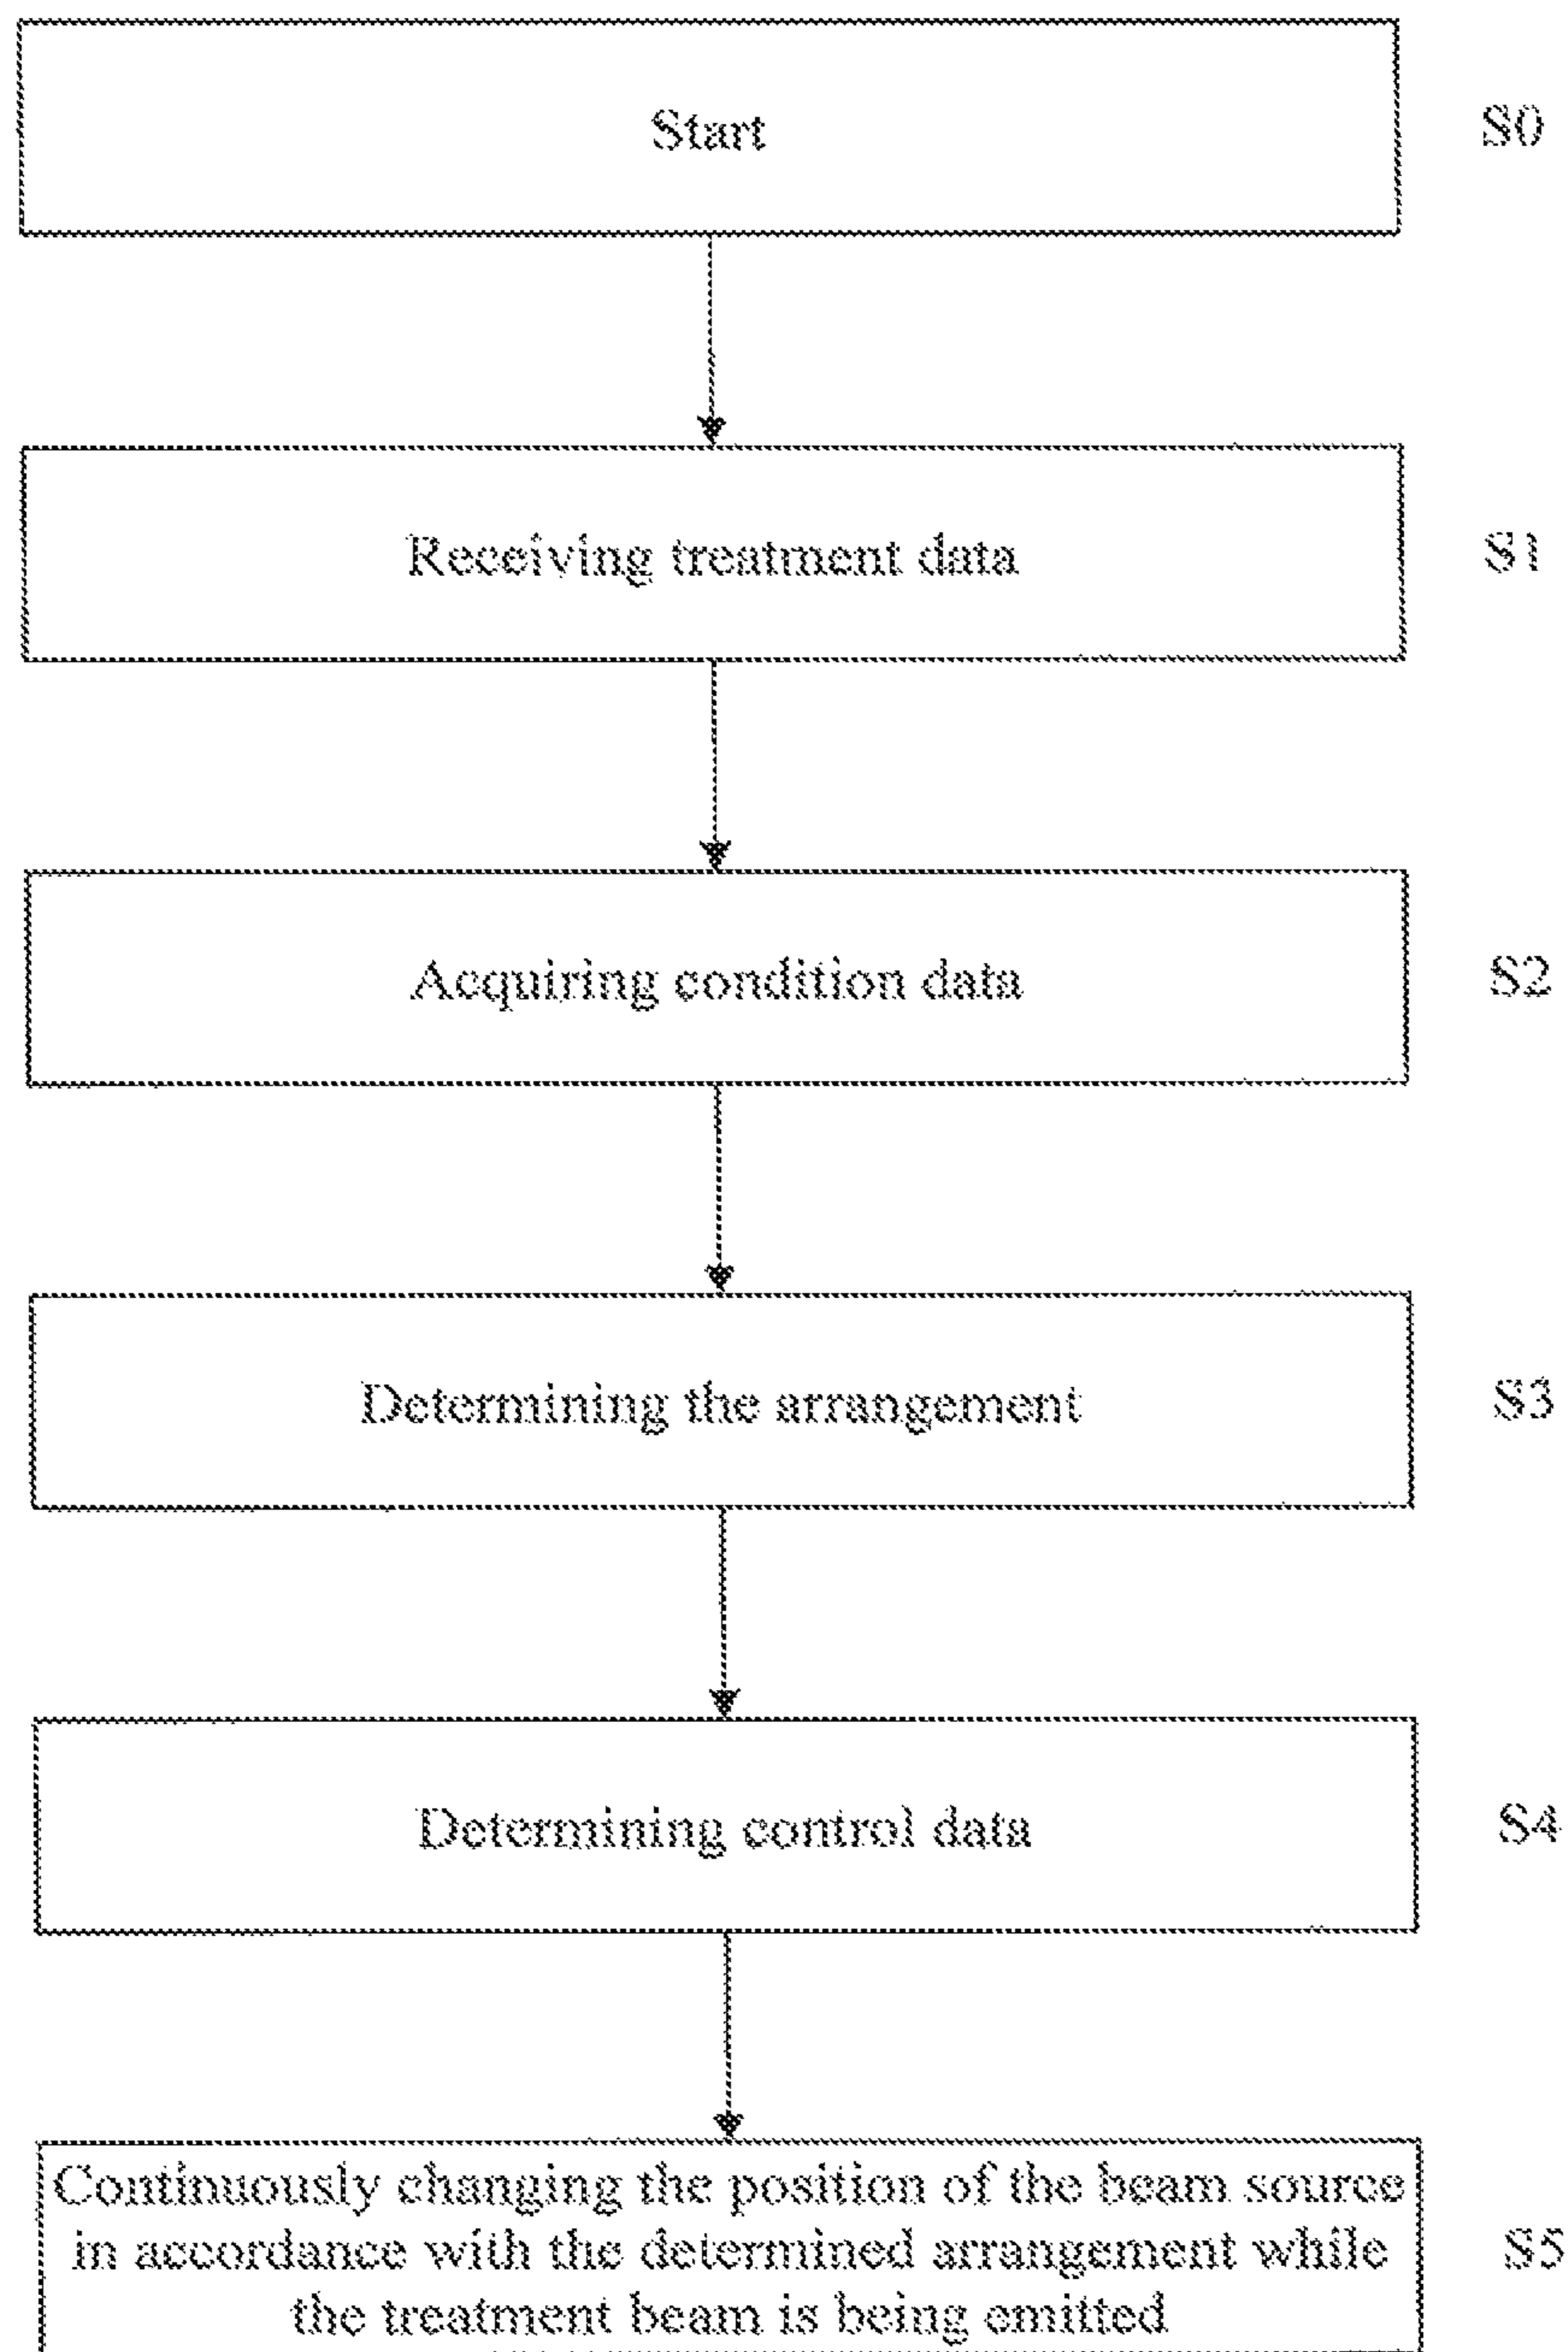 Start
S0
Receiving treatment data
S1
Acquiring condition data
S2
Determining the arrangement
S3
Determining control data
S4
Continuously changing the position of the beam source
in accordance with the determined arrangement while
the treatment beam is being emitted
S5